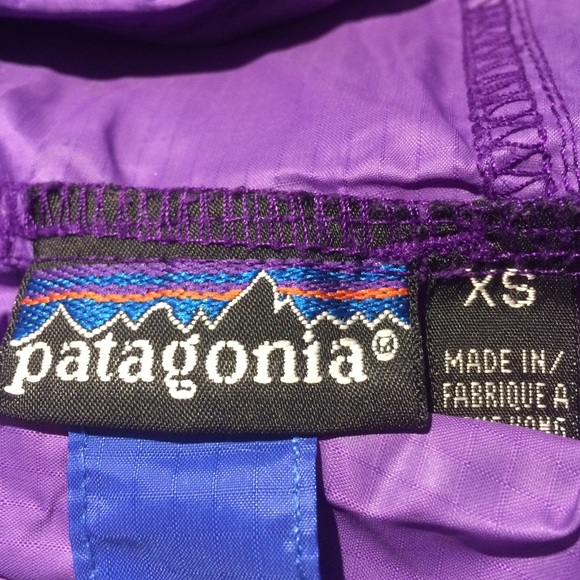 patagonia®
XS
MADE IN/
FABRIQUE A